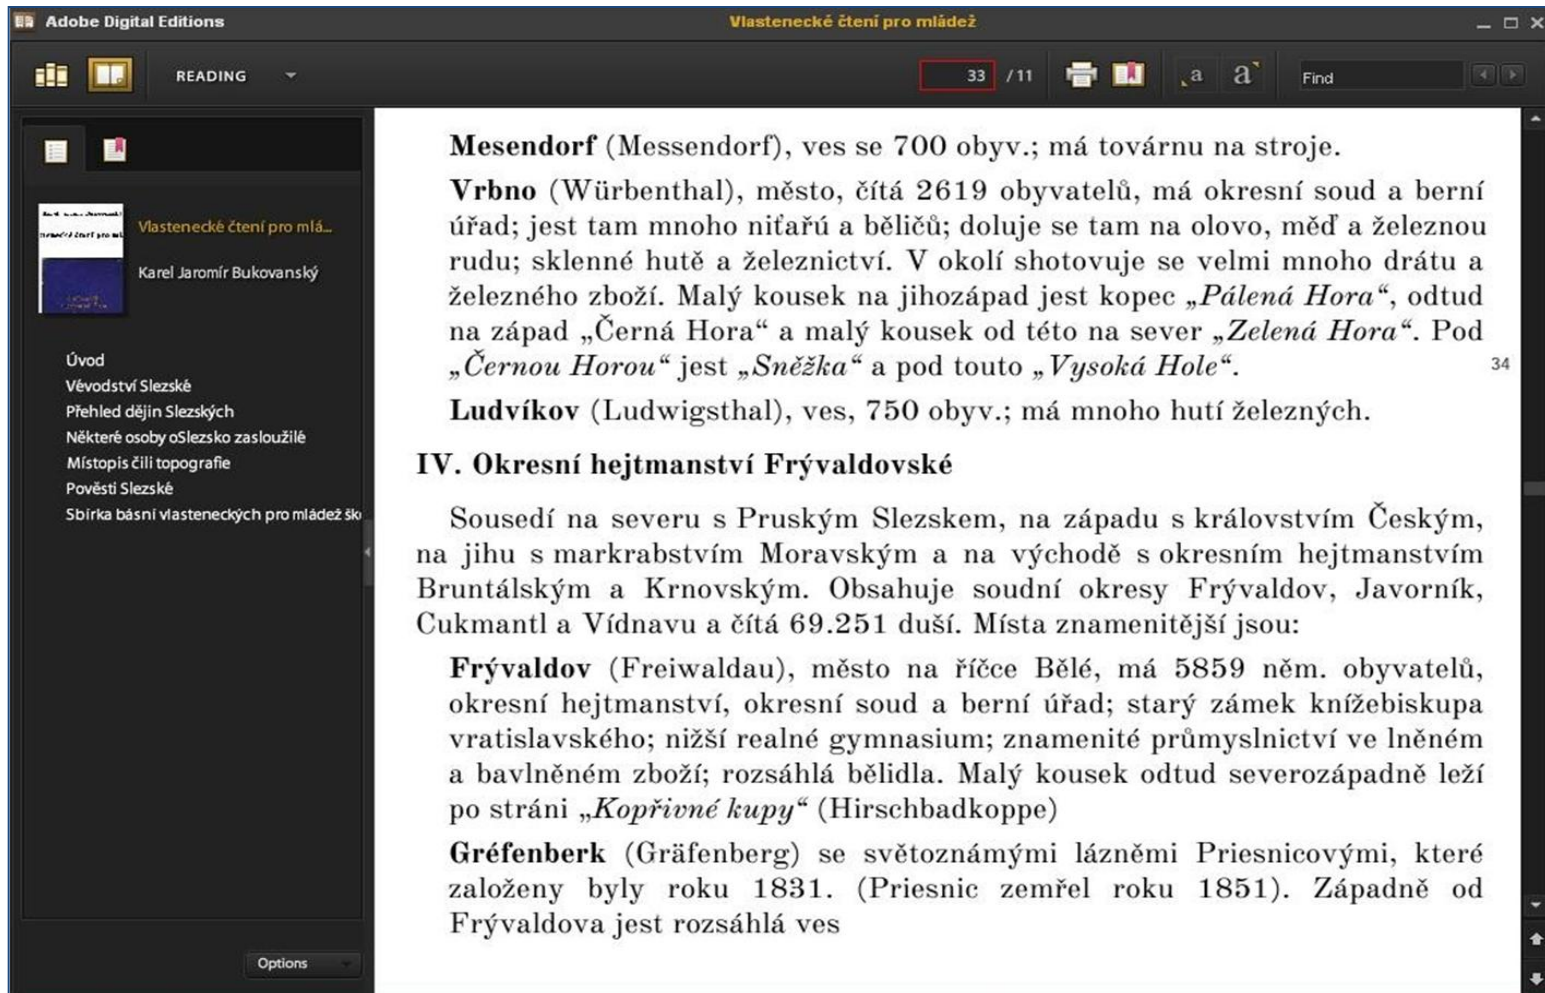 Adobe Digital Editions
Vlastenecké čtení pro mládež
READING
33 /11
a a
Find
Vlastenecké čtení pro mlá...
Karel Jaromír Bukovanský
Úvod
Vévodství Slezské
Přehled dějin Slezských
Některé osoby oSlezsko zasloužilé
Místopis čili topografie
Pověsti Slezské
Sbírka básní vlasteneckých pro mládež ško
Options
Mesendorf (Messendorf), ves se 700 obyv.; má továrnu na stroje.
Vrbno (Würbenthal), město, čítá 2619 obyvatelů, má okresní soud a berní
úřad; jest tam mnoho niťařú a běličů; doluje se tam na olovo, měď a železnou
rudu; sklenné hutě a železnictví. V okolí shotovuje se velmi mnoho drátu a
železného zboží. Malý kousek na jihozápad jest kopec „Pálená Hora“, odtud
na západ „Černá Hora“ a malý kousek od této na sever „Zelená Hora“. Pod
„Černou Horou“ jest „Sněžka“ a pod touto „Vysoká Hole“.
34
Ludvíkov (Ludwigsthal), ves, 750 obyv.; má mnoho hutí železných.
IV. Okresní hejtmanství Frývaldovské
Sousedí na severu s Pruským Slezskem, na západu s královstvím Českým,
na jihu s markrabstvím Moravským a na východě s okresním hejtmanstvím
Bruntálským a Krnovským. Obsahuje soudní okresy Frývaldov, Javorník,
Cukmantl a Vídnavu a čítá 69.251 duší. Místa znamenitější jsou:
Frývaldov (Freiwaldau), město na říčce Bělé, má 5859 něm. obyvatelů,
okresní hejtmanství, okresní soud a berní úřad; starý zámek knížebiskupa
vratislavského; nižší realné gymnasium; znamenité průmyslnictví ve lněném
a bavlněném zboží; rozsáhlá bělidla. Malý kousek odtud severozápadně leží
po stráni „Kopřivné kupy“ (Hirschbadkoppe)
Gréfenberk (Gräfenberg) se světoznámými lázněmi Priesnicovými, které
založeny byly roku 1831. (Priesnic zemřel roku 1851). Západně od
Frývaldova jest rozsáhlá ves